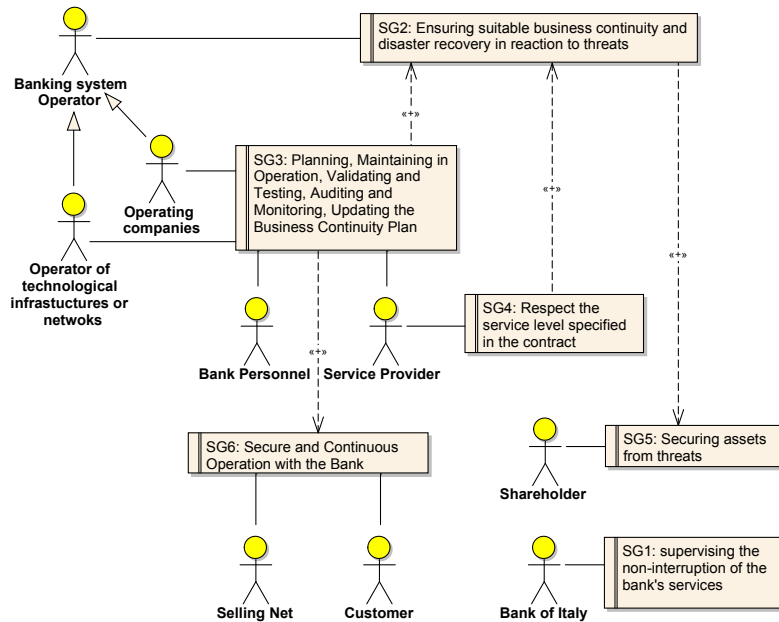 SG2: Ensuring suitable business continuity and
disaster recovery in reaction to threats
Banking system
Operator
«+»
«+»
SG3: Planning, Maintaining in
Operation, Validating and
Testing, Auditing and
Monitoring, Updating the
Business Continuity Plan
Operating
companies
«+»
Operator of
technological
infrastuctures or
netwoks
SG4: Respect the
service level specified
in the contract
«+»
Bank Personnel
Service Provider
SG6: Secure and Continuous
Operation with the Bank
SG5: Securing assets
from threats
Shareholder
SG1: supervising the
non-interruption of the
bank's services
Selling Net
Customer
Bank of Italy